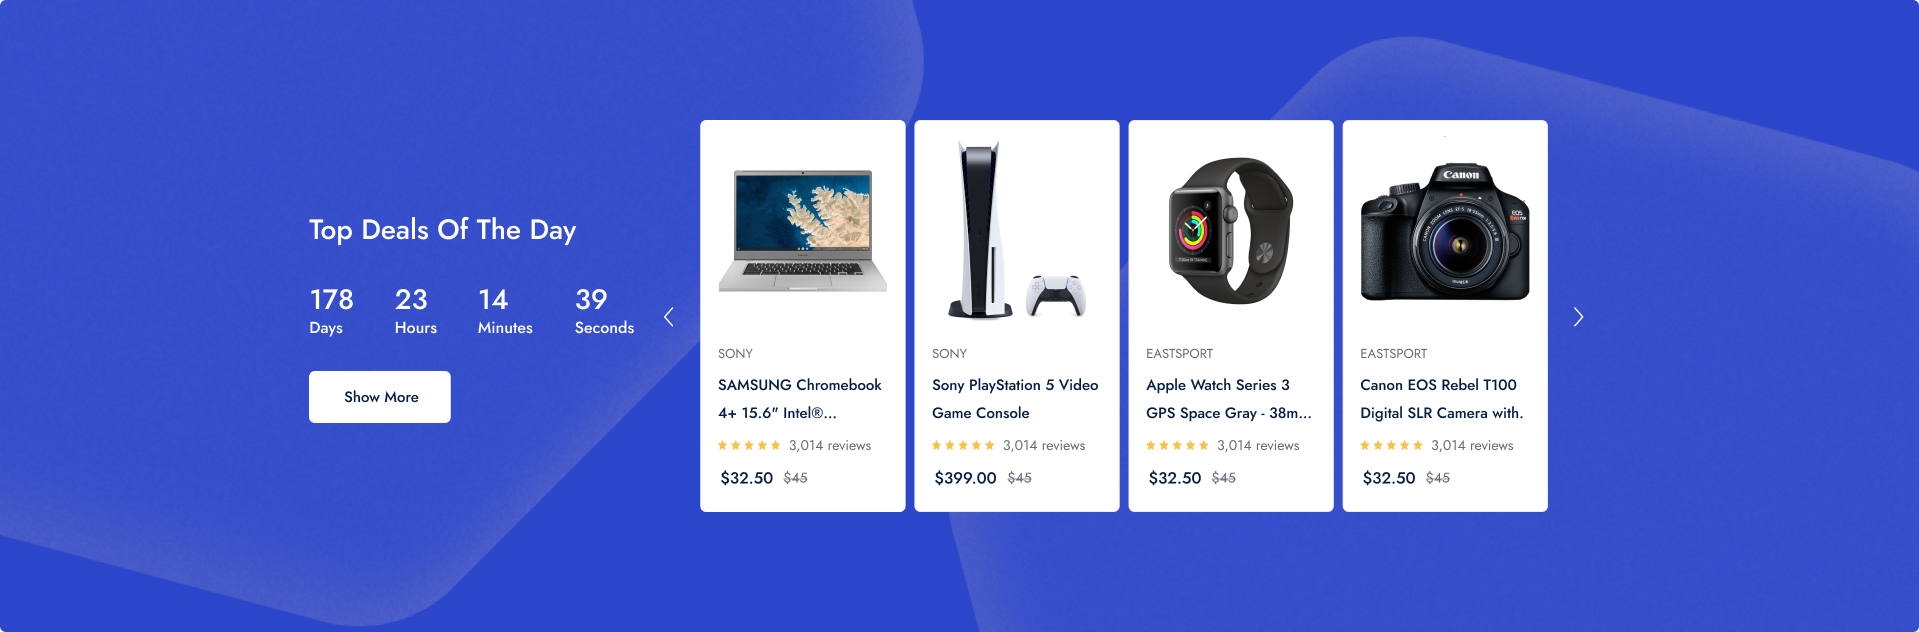 Top Deals Of The Day
178 23 14 39
Days Hours Minutes Seconds
Show More
SONY
SAMSUNG Chromebook
4+ 15.6" Intel®...
3,014 reviews
$32.50 $45
SONY
Sony PlayStation 5 Video
Game Console
3,014 reviews
$399.00 $45
EASTSPORT
Apple Watch Series 3
GPS Space Gray - 38m...
3,014 reviews
$32.50 $45
Canon
EOS
EASTSPORT
Canon EOS Rebel T100
Digital SLR Camera with.
3,014 reviews
$32.50 $45